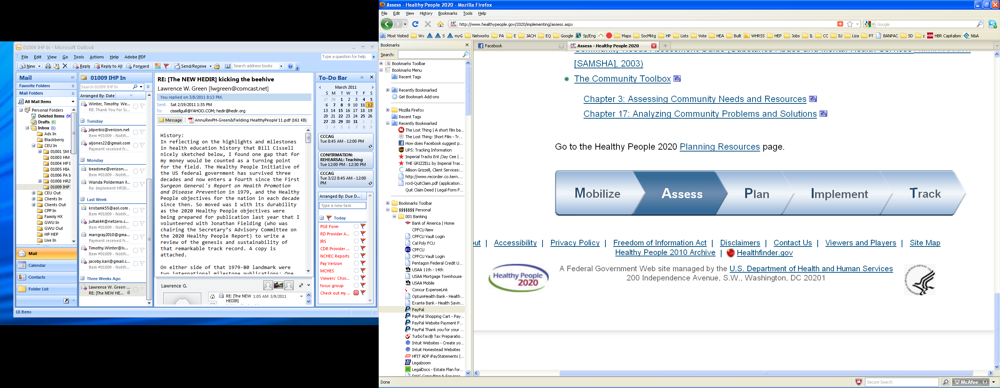 01009 IHP In - Microsoft Outlook
File Edit View Go Tools Actions Help Adobe PDF
Type a question for help
New Reply Reply to All Forward Send/Receive Search address books
Mail
Favorite Folders
Mail Folders
All Mail Items
Personal Folders
Deleted Items
Drafts [6]
Inbox (1)
Ads In
Blackberry
CEU In
01001 SM I
01003 HM
01004 HP I
01005 HIA
01006 PA I
01008 HR2
01009 IHP
CEU Out
Clients In
Clients Out
CPP In
Family HX
GWU In
GWU Out
HP HEP
Live In
Mail
Calendar
Contacts
Folder List
18 Items
01009 IHP In
Search 01009 IHP In
Arranged By: Date
Winter, Timothy We...
RE: Thank You for Si...
Tuesday
jdperbiz@verizon.net
Item #01009 - Notifi...
aljones22@gmail.com
Payment received fr...
Monday
beadsme@verizon....
Item #01009 - Notifi...
Wanda Polderman /l...
Re: Implement HP20...
Last Week
kristamk55@aol.com .
Item #01009 - Notifi...
jultak44@netzero.c...
Item #01009 - Notifi...
marrgray2010@gma...
Payment received fr...
Timothy.Winter@ls...
Item #01009 - Notifi...
jacoby.kari@gmail.c...
Item #01009 - Notifi...
Three Weeks Ago
Lawrence W. Green ...
RE: [The NEW HE...
RE: [The NEW HEDIR] kicking the beehive
Lawrence W. Green [lwgreen@comcast.net]
You replied on 3/8/2011 8:13 PM.
Sent: Sat 2/19/2011 1:35 PM
To: cissellguill@YAHOO.COM; hedir@hedir.org
Message AnnuRevPH-Green&Fielding HealthyPeople'11.pdf (161 KB)
History:
In reflecting on the highlights and milestones
in health education history that Bill Cissell
nicely sketched below, I found one gap that for
my money would be counted as a turning point
for the field. The Healthy People Initiative of
the US federal government has survived three
decades and now enters a fourth since the First
Surgeon General's Report on Health Promotion
and Disease Prevention in 1979, and the Healthy
People objectives for the nation in each decade
since then. So moved was I with its durability
as the 2020 Healthy People objectives were
being prepared for publication last year that I
volunteered with Jonathan Fielding (who was
chairing the Secretary's Advisory Committee on
the 2020 Healthy People Report) to write a
review of the genesis and sustainability of
that remarkable track record. A copy is
attached.
On either side of that 1979-80 landmark were
two international milestone publications: One
Lawrence G.
RE: [The NEW HEDIR] 1:05 AM 3/9/2011
To-Do Bar
March 2011
S M T W T F S
27 28 1 2 3 4 5
6 7 8 9 10 11 12
13 14 15 16 17 18 19
20 21 22 23 24 25 26
27 28 29 30 31 1 2
3 4 5 6 7 8 9
CCCAG
Tue 8:45 AM - 12:00 PM
CONFIRMATION:
REHEARSAL: Teaching
Tue 12:00 PM - 12:30 PM
CCCAG
Tue 3/22 8:45 AM - 12:00
PM
Arranged By: Due D...
Type a new task
Today
PGE Form
RD Provider A...
IRS
CDR Provider ...
NCHEC Reports
Pay Verizon
MCHES
Viewers' Choi...
focus group
Check out my ...
Assess - Healthy People 2020 - Mozilla Firefox
File Edit View History Bookmarks Tools Help
http://www.healthypeople.gov/2020/implementing/assess.aspx
Google
Most Visited Wx S myG Networks PA E JACH EQ Google Sp/Eng Maps SocMktg HP Lists Vote HEA Built WHRSS HEP Jobs IL CC IU Liza PT BANPAC SD z HBR Capitalism N&A
Bookmarks
Search:
Bookmarks Toolbar
Bookmarks Menu
Recent Tags
Recently Bookmarked
Get Bookmark Add-ons
Mozilla Firefox
Recent Tags
Recently Bookmarked
The Lost Thing | A short film ba...
The Lost Thing: Short Film - Tr...
How does Facebook suggest p...
UPS: Tracking Information
Imperial Tracks Ent /Jay Cee | ...
THE GRIZZELL by Imperial Trac...
Allison Grizzell, Client Services:...
http://www.recorder.co.kern....
rcrd-QuitClaim.pdf (application...
Quit Claim Deed | Legal Form F...
Bookmarks Toolbar
$$$$$$$ Personal
001 Banking
Bank of America | Home
CPFCU New
CPFCU Vault Login
Cal Poly FCU
CPFCU
CPFCU Vault Login
Pentagon Federal Credit U...
USAA 11th - 14th
USAA Mortgage Townhouse
USAA Mobile
Concur ExpenseLink
OptumHealth Bank - Health...
Exante Bank - Health Savin...
PayPal
PayPal Shopping Cart - Pay...
PayPal Website Payment P...
PayPal Thank you for your ...
TurboTax® Tax Preparatio...
Intuit Websites - Create yo...
Intuit Homestead Websites
HFIT ADP iPayStatements |...
Legalzoom
LegalDocs - Estate Plan for...
Facebook
Assess - Healthy People 2020
[SAMSHA], 2003)
The Community Toolbox
Chapter 3: Assessing Community Needs and Resources
Chapter 17: Analyzing Community Problems and Solutions
Go to the Healthy People 2020 Planning Resources page.
Mobilize Assess Plan Implement Track
out | Accessibility | Privacy Policy | Freedom of Information Act | Disclaimers | Contact Us | Viewers and Players | Site Map
Healthy People 2010 Archive | Healthfinder.gov
Healthy People
2020
A Federal Government Web site managed by the U.S. Department of Health and Human Services
200 Independence Avenue, S.W., Washington, DC 20201
Done
Secure Search
McAfee